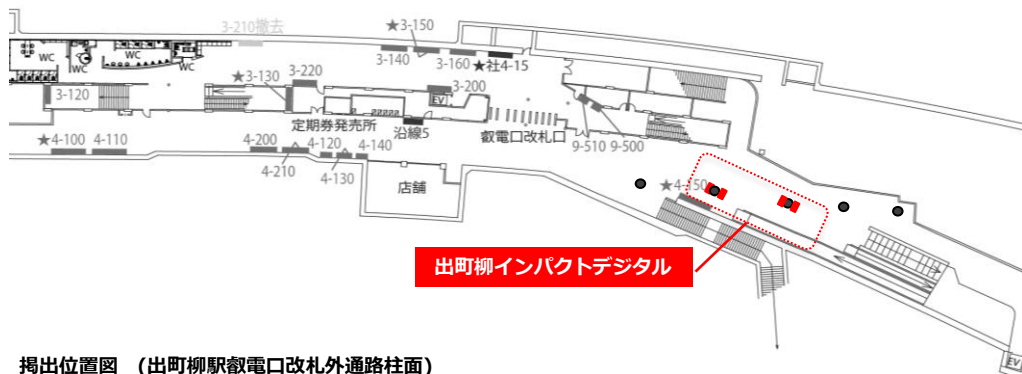 3-210撤去
★3-150
3-140
3-160
★社4-15
WC
WC
WC
WC
3-120
★3-130
3-220
3-200
EV
定期券発売所
沿線5
叡電口改札口
9-510
9-500
★4-100
4-110
4-200
4-210
4-120
4-130
4-140
店舗
★4-150
出町柳インパクトデジタル
EV
掲出位置図 (出町柳駅叡電口改札外通路柱面)